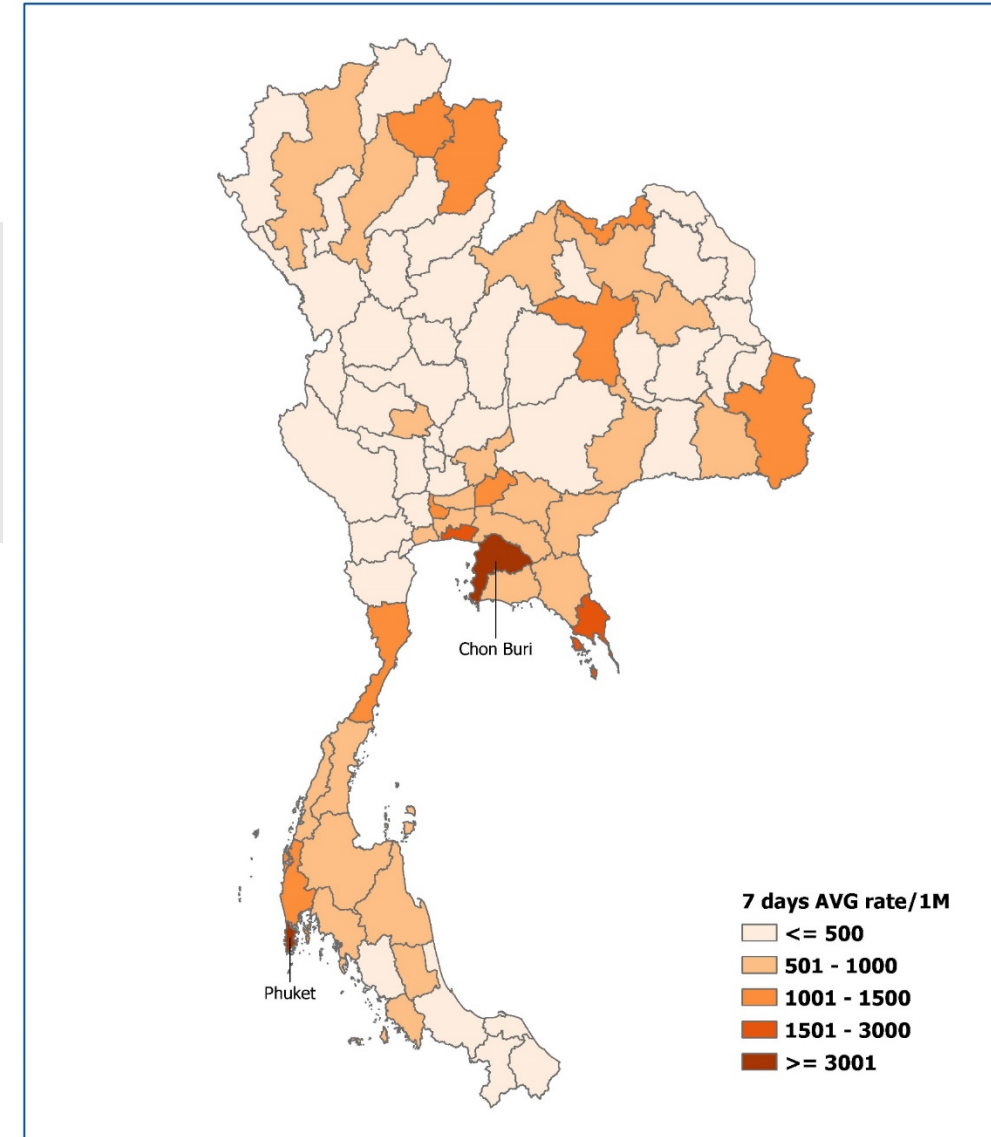 Chon Buri
Phuket
7 days AVG rate/1M
<= 500
501 - 1000
1001 - 1500
1501 - 3000
>= 3001